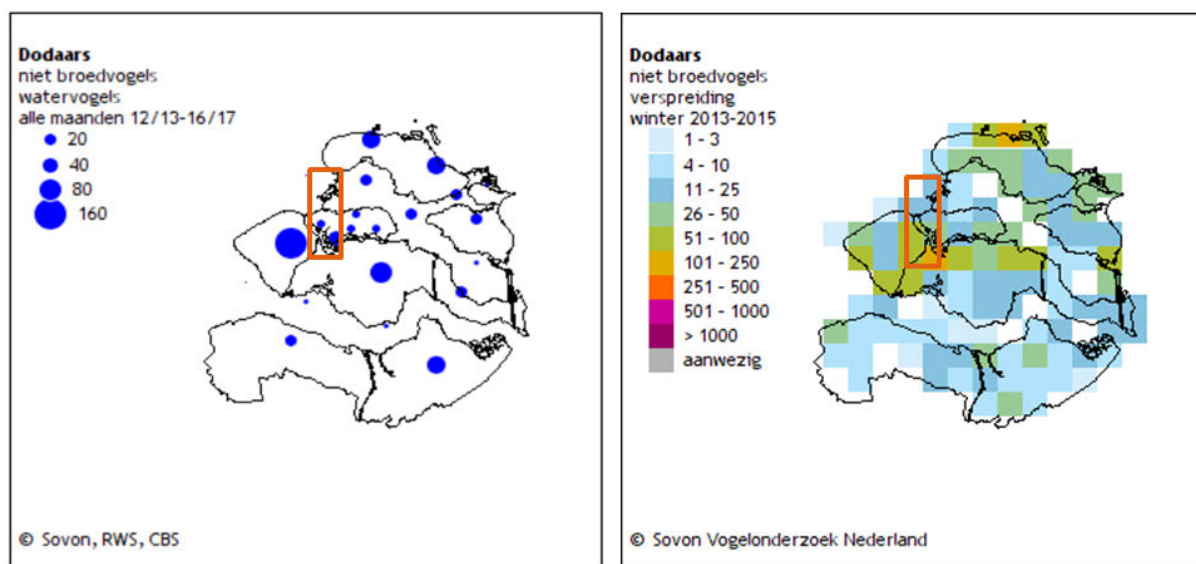 Dodaars
niet broedvogels
watervogels
alle maanden 12/13-16/17
20
40
80
160
© Sovon, RWS, CBS
Dodaars
niet broedvogels
verspreiding
winter 2013-2015
1 - 3
4 - 10
11 - 25
26 - 50
51 - 100
101 - 250
251 - 500
501 - 1000
> 1000
aanwezig
© Sovon Vogelonderzoek Nederland